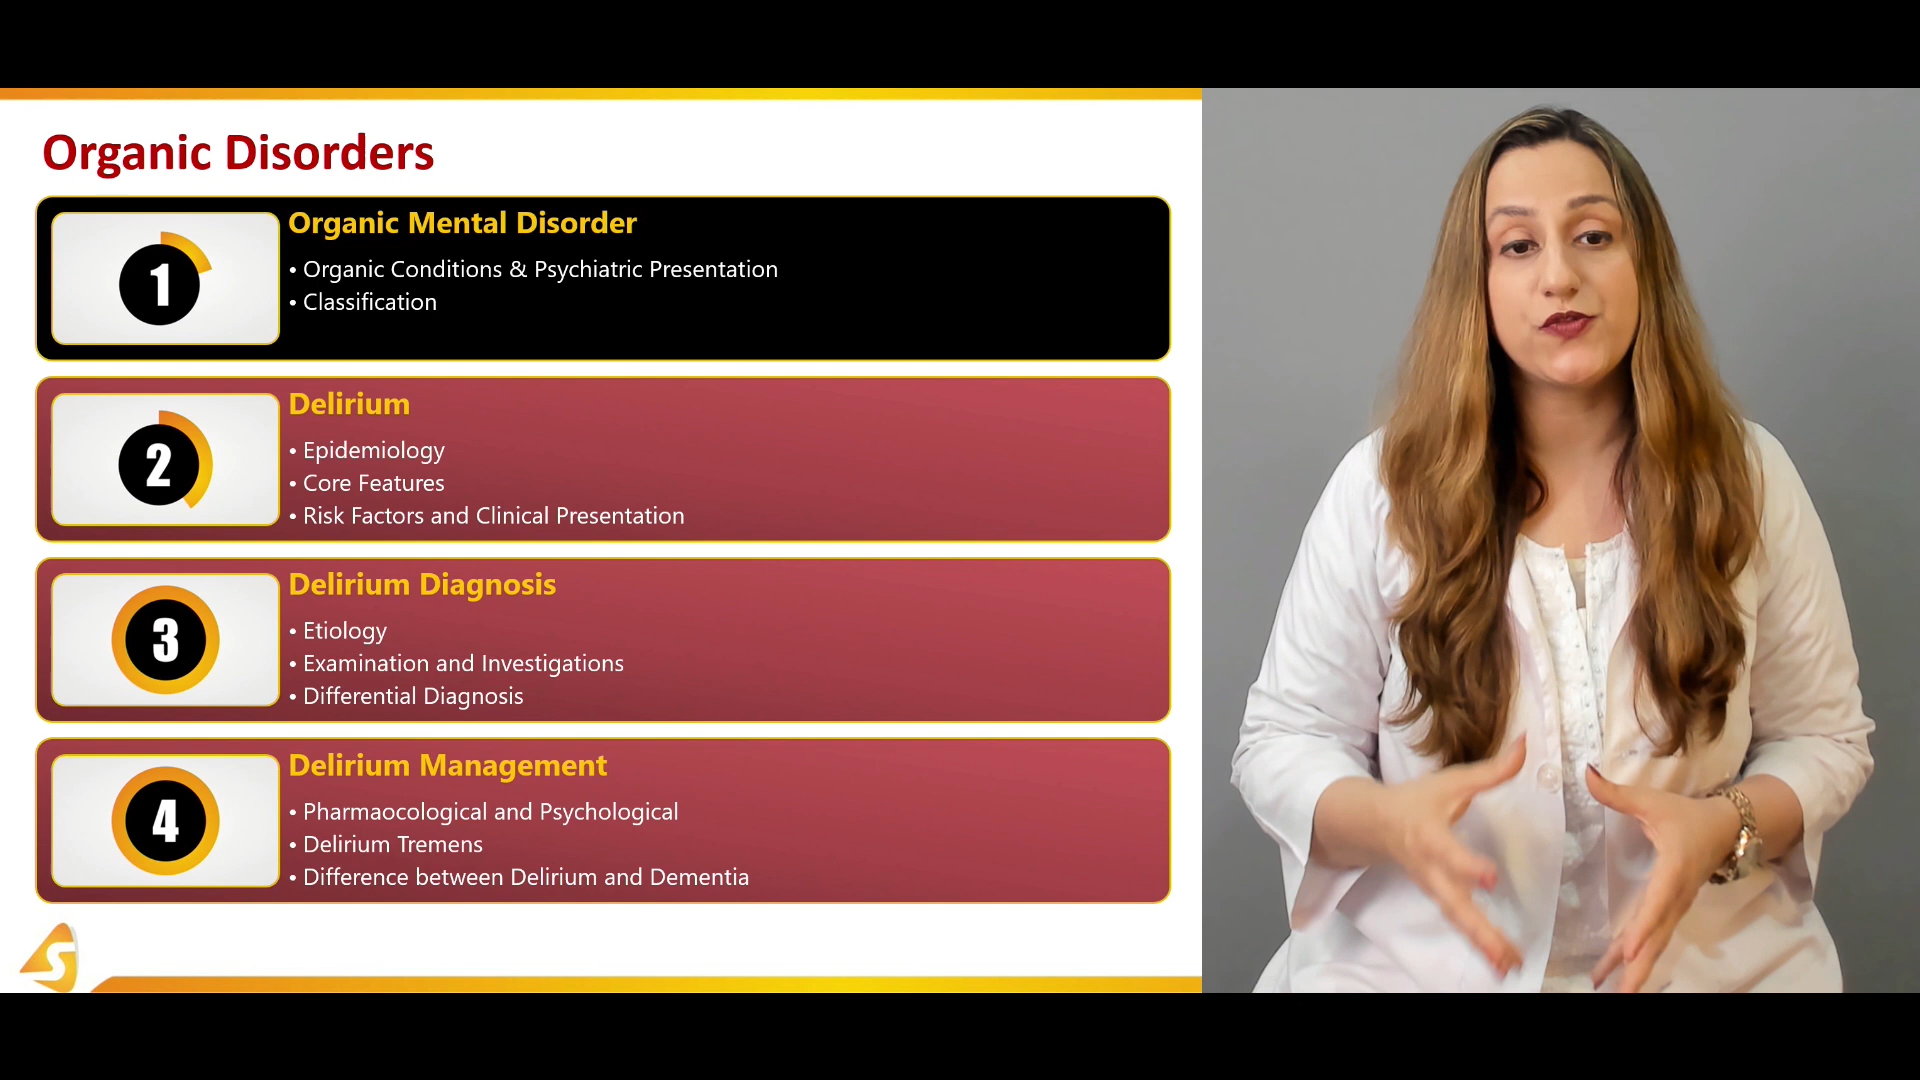 Organic Disorders
1
Organic Mental Disorder
• Organic Conditions & Psychiatric Presentation
• Classification
2
Delirium
• Epidemiology
• Core Features
• Risk Factors and Clinical Presentation
3
Delirium Diagnosis
• Etiology
• Examination and Investigations
• Differential Diagnosis
4
Delirium Management
• Pharmaocological and Psychological
• Delirium Tremens
• Difference between Delirium and Dementia
S